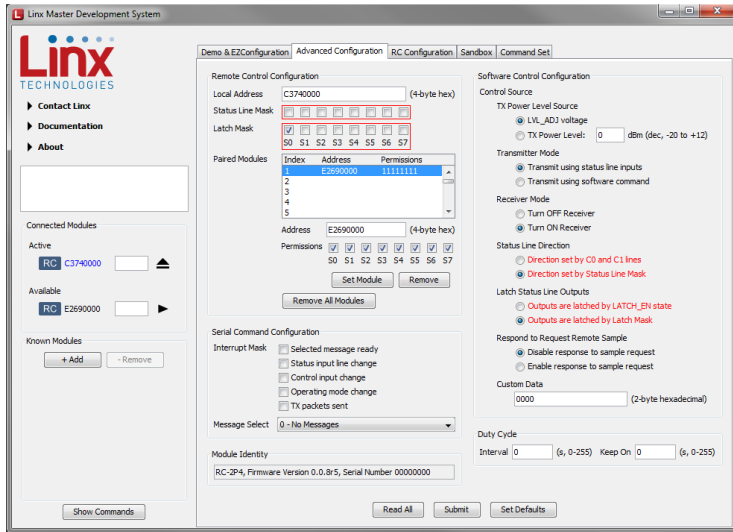 Linx Master Development System
Linx
TECHNOLOGIES
Contact Linx
Documentation
About
Connected Modules
Active
RC C3740000
Available
RC E2690000
Known Modules
+ Add - Remove
Show Commands
Demo & EZConfiguration Advanced Configuration RC Configuration Sandbox Command Set
Remote Control Configuration
Local Address C3740000 (4-byte hex)
Status Line Mask
Latch Mask
S0 S1 S2 S3 S4 S5 S6 S7
Paired Modules Index Address Permissions
1 E2690000 11111111
2
3
4
5
Address E2690000 (4-byte hex)
Permissions
S0 S1 S2 S3 S4 S5 S6 S7
Set Module Remove
Remove All Modules
Serial Command Configuration
Interrupt Mask Selected message ready
Status input line change
Control input change
Operating mode change
TX packets sent
Message Select 0 - No Messages
Module Identity
RC-2P4, Firmware Version 0.0.8r5, Serial Number 00000000
Software Control Configuration
Control Source
TX Power Level Source
LVL_ADJ voltage
TX Power Level: 0 dBm (dec, -20 to +12)
Transmitter Mode
Transmit using status line inputs
Transmit using software command
Receiver Mode
Turn OFF Receiver
Turn ON Receiver
Status Line Direction
Direction set by C0 and C1 lines
Direction set by Status Line Mask
Latch Status Line Outputs
Outputs are latched by LATCH_EN state
Outputs are latched by Latch Mask
Respond to Request Remote Sample
Disable response to sample request
Enable response to sample request
Custom Data
0000 (2-byte hexadecimal)
Duty Cycle
Interval 0 (s, 0-255) Keep On 0 (s, 0-255)
Read All Submit Set Defaults